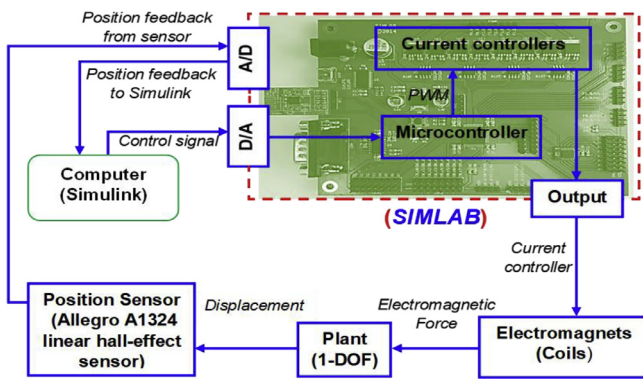 Position feedback
from sensor
A/D
Current controllers
Position feedback
to Simulink
PWM
Control signal
D/A
Microcontroller
Computer
(Simulink)
(SIMLAB)
Output
Current
controller
Position Sensor
(Allegro A1324
linear hall-effect
sensor)
Displacement
Plant
(1-DOF)
Electromagnetic
Force
Electromagnets
(Coils)